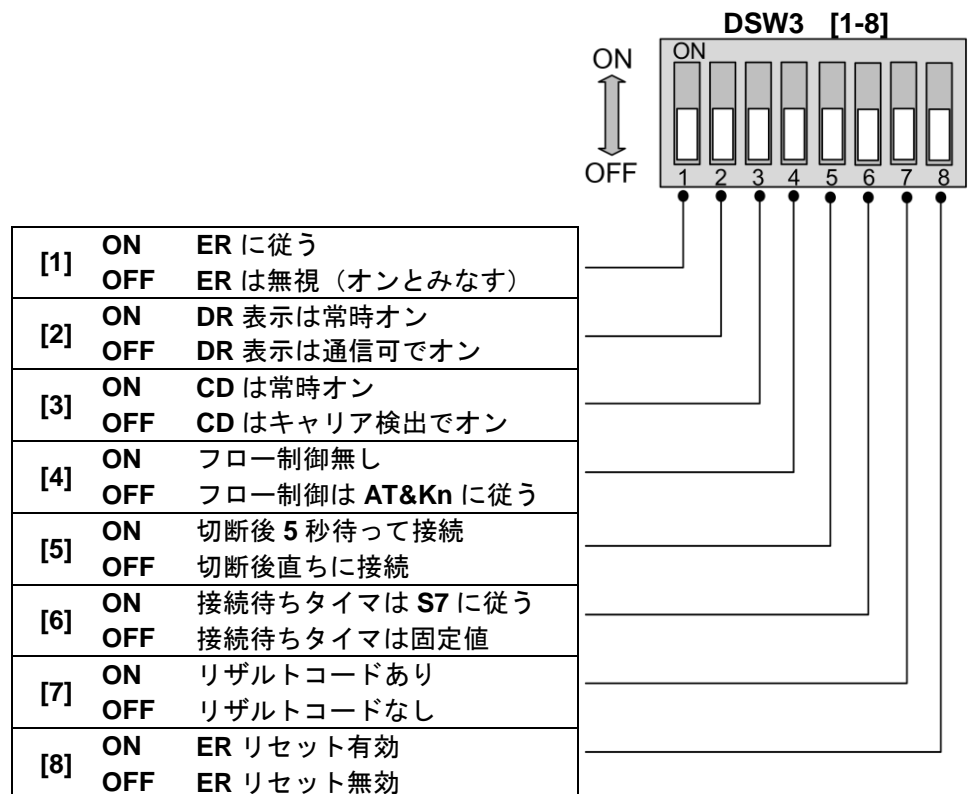 DSW3 [1-8]
ON
ON
OFF
1 2 3 4 5 6 7 8
[1] ON ER に従う
OFF ER は無視（オンとみなす）
[2] ON DR 表示は常時オン
OFF DR 表示は通信可でオン
[3] ON CD は常時オン
OFF CD はキャリア検出でオン
[4] ON フロー制御無し
OFF フロー制御は AT&Kn に従う
[5] ON 切断後 5 秒待って接続
OFF 切断後直ちに接続
[6] ON 接続待ちタイマは S7 に従う
OFF 接続待ちタイマは固定値
[7] ON リザルトコードあり
OFF リザルトコードなし
[8] ON ER リセット有効
OFF ER リセット無効